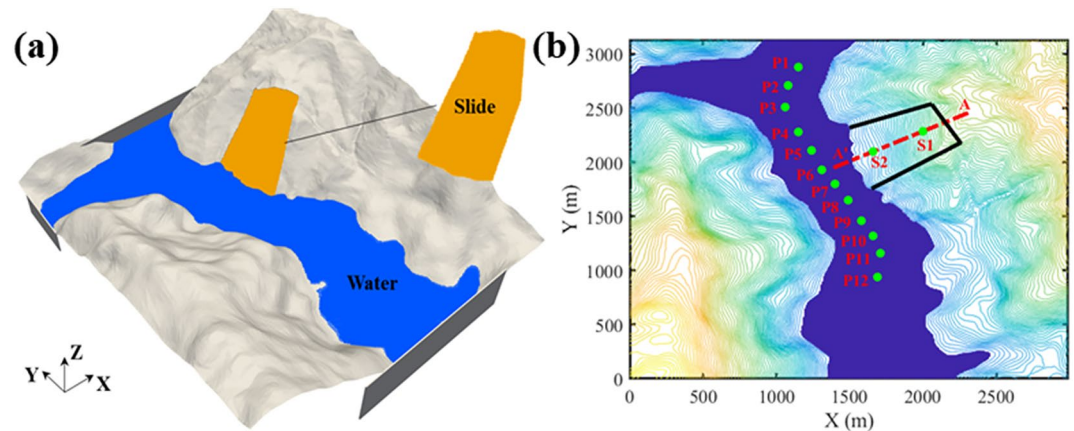 (a)
Slide
Water
Z
Y
X
(b)
3000
2500
2000
1500
1000
500
0
Y (m)
P1
P2
P3
P4
P5
P6
P7
P8
P9
P10
P11
P12
A
S1
S2
A'
0
500
1000
1500
2000
2500
X (m)